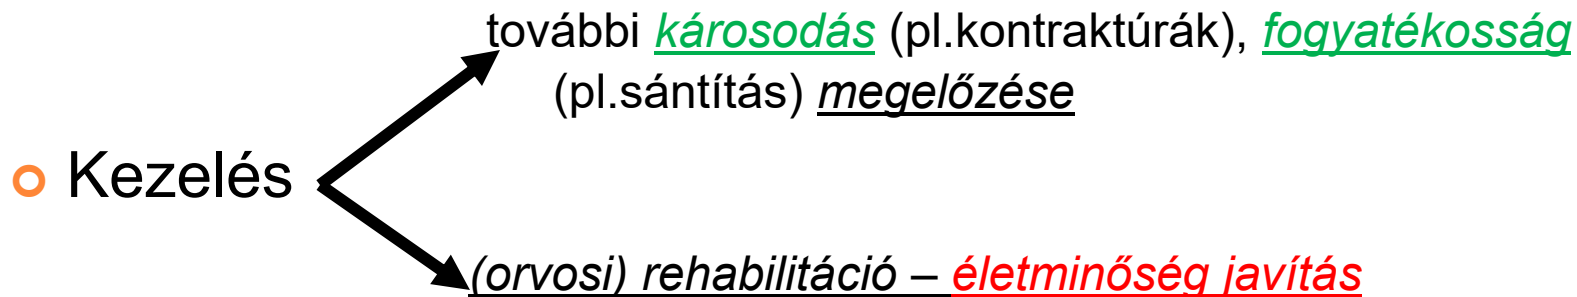 további károsodás (pl.kontraktúrák), fogyatékosság
(pl.sántítás) megelőzése
Kezelés
(orvosi) rehabilitáció – életminőség javítás